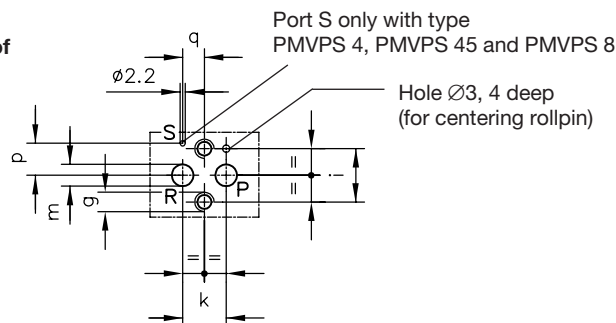 Port S only with type
PMVPS 4, PMVPS 45 and PMVPS 8
of
q
ø2.2
Hole ∅3, 4 deep
(for centering rollpin)
S
p
=
i
=
R
P
m
g
= =
k